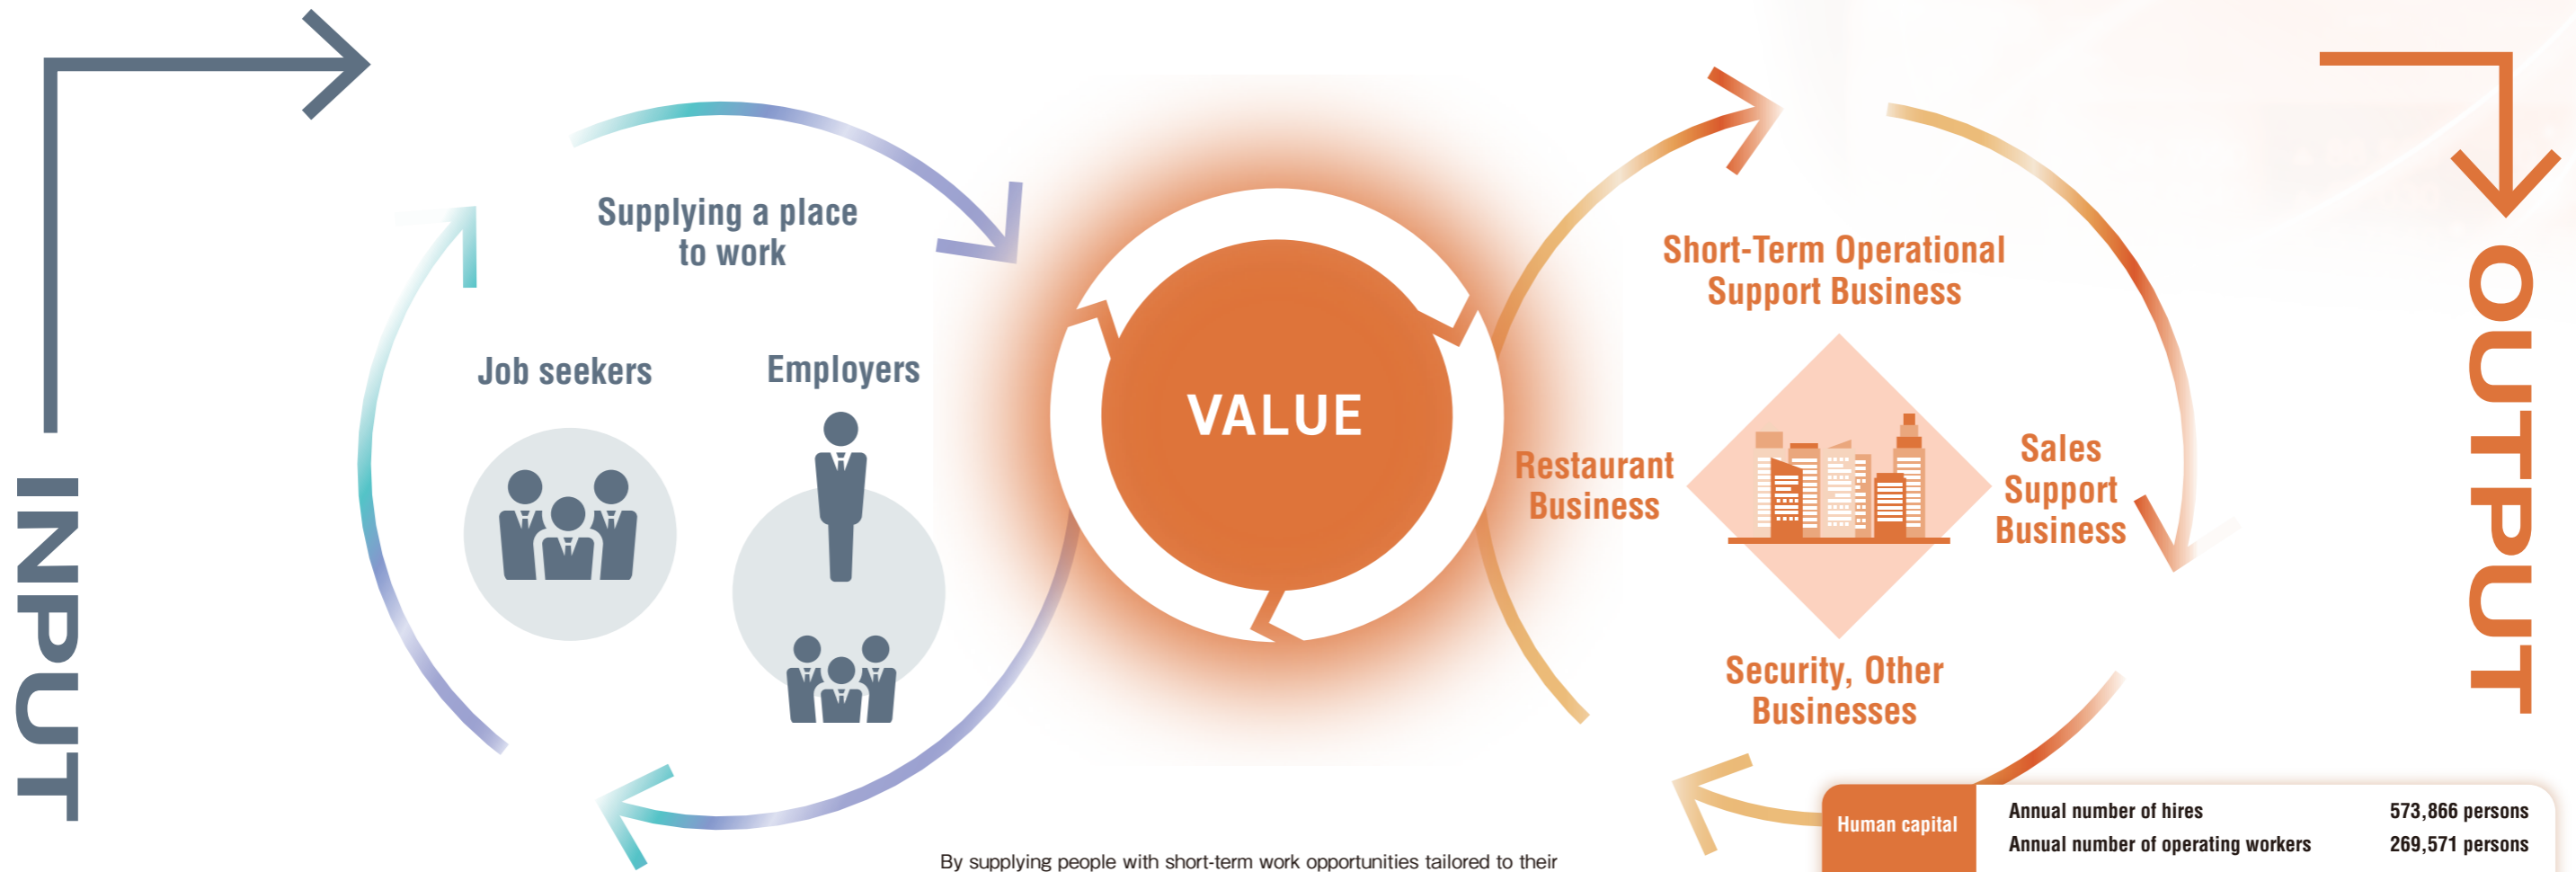 INPUT
Supplying a place
to work
Job seekers
Employers
VALUE
Short-Term Operational
Support Business
Restaurant
Business
Sales
Support
Business
Security, Other
Businesses
OUTPUT
Human capital
Annual number of hires 573,866 persons
Annual number of operating workers 269,571 persons
By supplying people with short-term work opportunities tailored to their